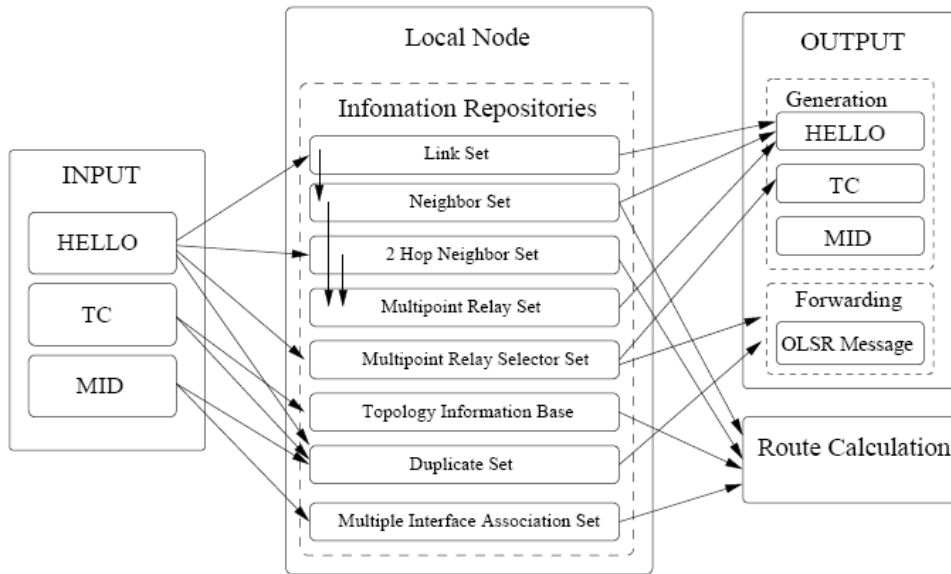 INPUT
HELLO
TC
MID
Local Node
Infomation Repositories
Link Set
Neighbor Set
2 Hop Neighbor Set
Multipoint Relay Set
Multipoint Relay Selector Set
Topology Information Base
Duplicate Set
Multiple Interface Association Set
OUTPUT
Generation
HELLO
TC
MID
Forwarding
OLSR Message
Route Calculation